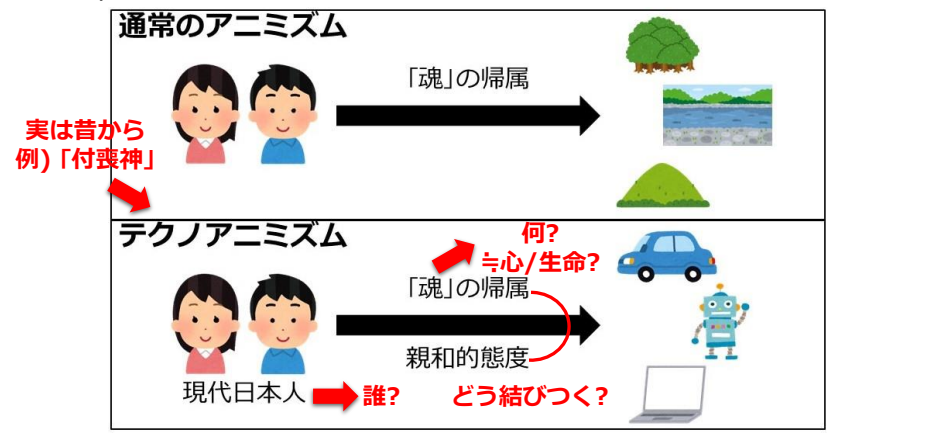 通常のアニミズム
「魂」の帰属
実は昔から
例)「付喪神」
テクノアニミズム
何?
≒心/生命?
「魂」の帰属
親和的態度
現代日本人
誰?
どう結びつく?